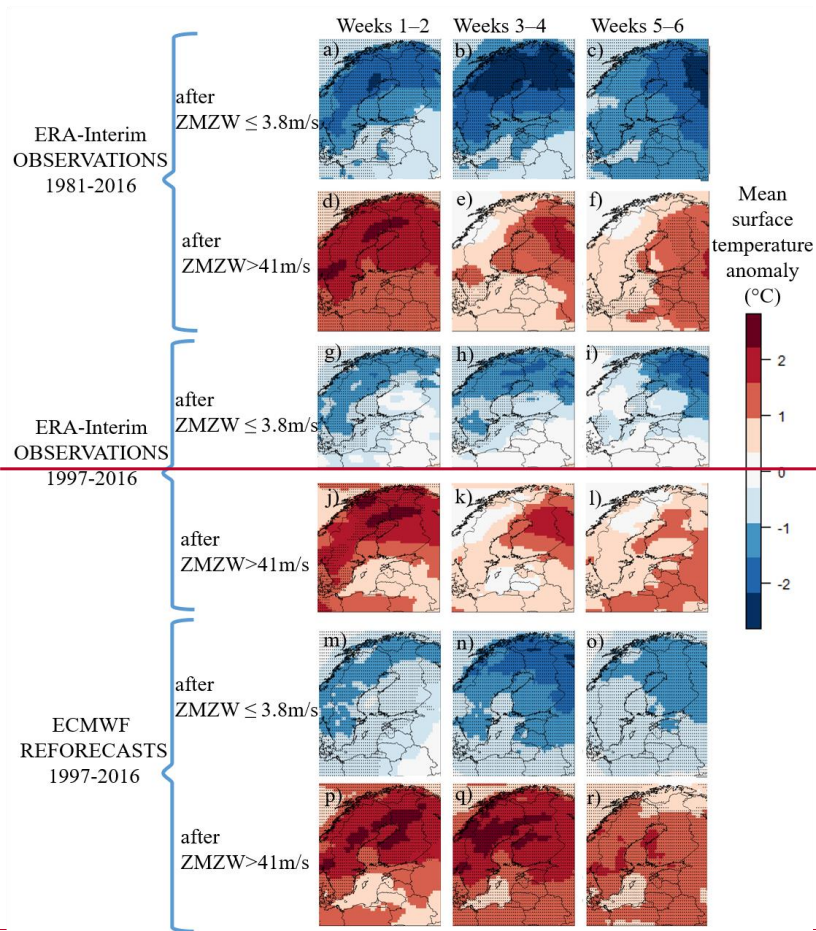 Weeks 1–2 Weeks 3–4 Weeks 5–6
a) b) c)
after
ZMZW ≤ 3.8m/s
ERA-Interim
OBSERVATIONS
1981-2016
d) e) f)
after
ZMZW>41m/s
Mean
surface
temperature
anomaly
(°C)
2
1
0
-1
-2
g) h) i)
after
ZMZW ≤ 3.8m/s
ERA-Interim
OBSERVATIONS
1997-2016
j) k) l)
after
ZMZW>41m/s
m) n) o)
after
ZMZW ≤ 3.8m/s
ECMWF
REFORECASTS
1997-2016
p) q) r)
after
ZMZW>41m/s